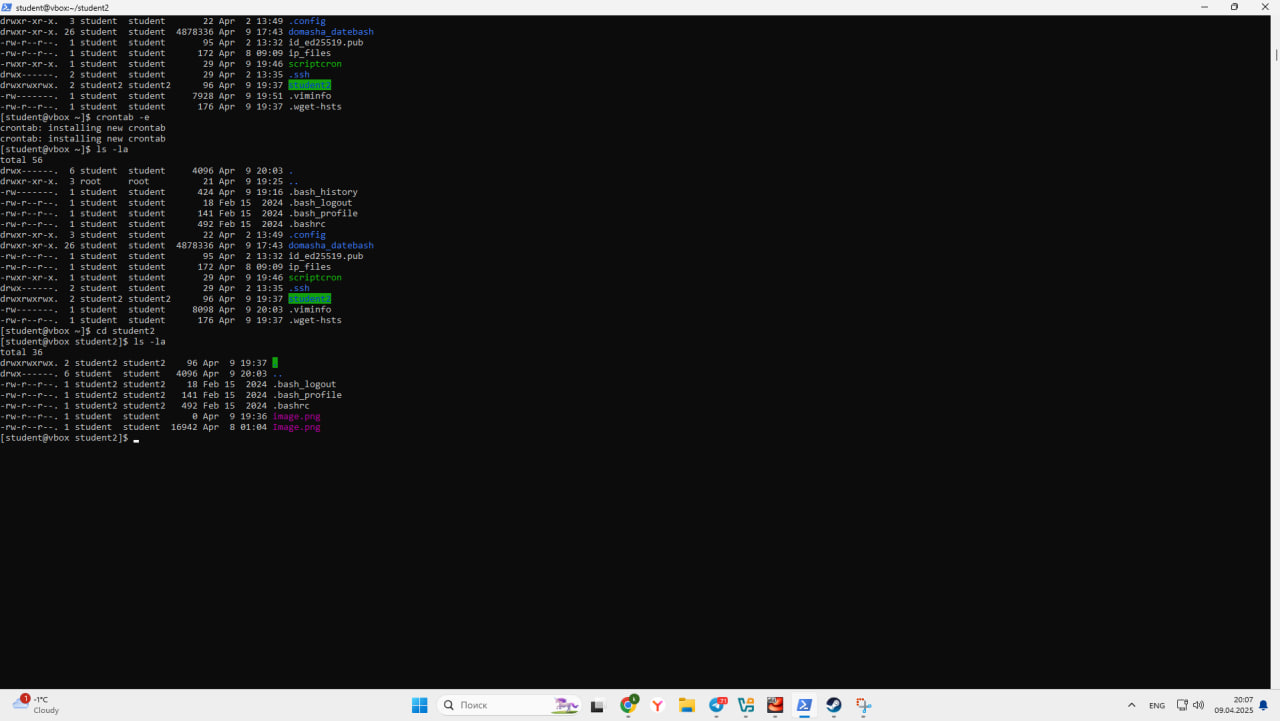 student@vbox:~/student2
drwxr-xr-x.  3 student  student       22 Apr  2 13:49 .config
drwxr-xr-x. 26 student  student  4878336 Apr  9 17:43 domasha_datebash
-rw-r--r--.  1 student  student       95 Apr  2 13:32 id_ed25519.pub
-rw-r--r--.  1 student  student      172 Apr  8 09:09 ip_files
-rwxr-xr-x.  1 student  student       29 Apr  9 19:46 scriptcron
drwx------.  2 student  student       29 Apr  2 13:35 .ssh
drwxrwxrwx.  2 student2 student2      96 Apr  9 19:37 student2
-rw-------.  1 student  student     7928 Apr  9 19:51 .viminfo
-rw-r--r--.  1 student  student      176 Apr  9 19:37 .wget-hsts
[student@vbox ~]$ crontab -e
crontab: installing new crontab
crontab: installing new crontab
[student@vbox ~]$ ls -la
total 56
drwx------.  6 student  student     4096 Apr  9 20:03 .
drwxr-xr-x.  3 root     root          21 Apr  9 19:25 ..
-rw-------.  1 student  student      424 Apr  9 19:16 .bash_history
-rw-r--r--.  1 student  student       18 Feb 15  2024 .bash_logout
-rw-r--r--.  1 student  student      141 Feb 15  2024 .bash_profile
-rw-r--r--.  1 student  student      492 Feb 15  2024 .bashrc
drwxr-xr-x.  3 student  student       22 Apr  2 13:49 .config
drwxr-xr-x. 26 student  student  4878336 Apr  9 17:43 domasha_datebash
-rw-r--r--.  1 student  student       95 Apr  2 13:32 id_ed25519.pub
-rw-r--r--.  1 student  student      172 Apr  8 09:09 ip_files
-rwxr-xr-x.  1 student  student       29 Apr  9 19:46 scriptcron
drwx------.  2 student  student       29 Apr  2 13:35 .ssh
drwxrwxrwx.  2 student2 student2      96 Apr  9 19:37 student2
-rw-------.  1 student  student     8098 Apr  9 20:03 .viminfo
-rw-r--r--.  1 student  student      176 Apr  9 19:37 .wget-hsts
[student@vbox ~]$ cd student2
[student@vbox student2]$ ls -la
total 36
drwxrwxrwx. 2 student2 student2    96 Apr  9 19:37 .
drwx------. 6 student  student   4096 Apr  9 20:03 ..
-rw-r--r--. 1 student2 student2    18 Feb 15  2024 .bash_logout
-rw-r--r--. 1 student2 student2   141 Feb 15  2024 .bash_profile
-rw-r--r--. 1 student2 student2   492 Feb 15  2024 .bashrc
-rw-r--r--. 1 student  student      0 Apr  9 19:36 image.png
-rw-r--r--. 1 student  student  16942 Apr  8 01:04 Image.png
[student@vbox student2]$
1
-1°C
Cloudy
Поиск
ENG
20:07
09.04.2025